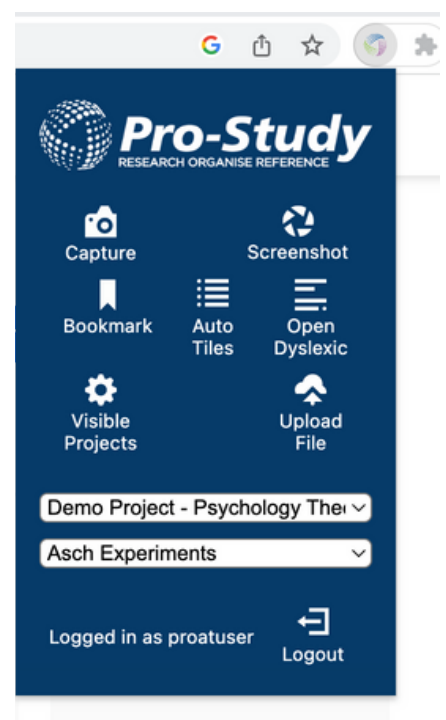 Pro-Study
RESEARCH ORGANISE REFERENCE
Capture
Screenshot
Bookmark
Auto
Tiles
Open
Dyslexic
Visible
Projects
Upload
File
Demo Project - Psychology
Asch Experiments
Logged in as proatuser
Logout